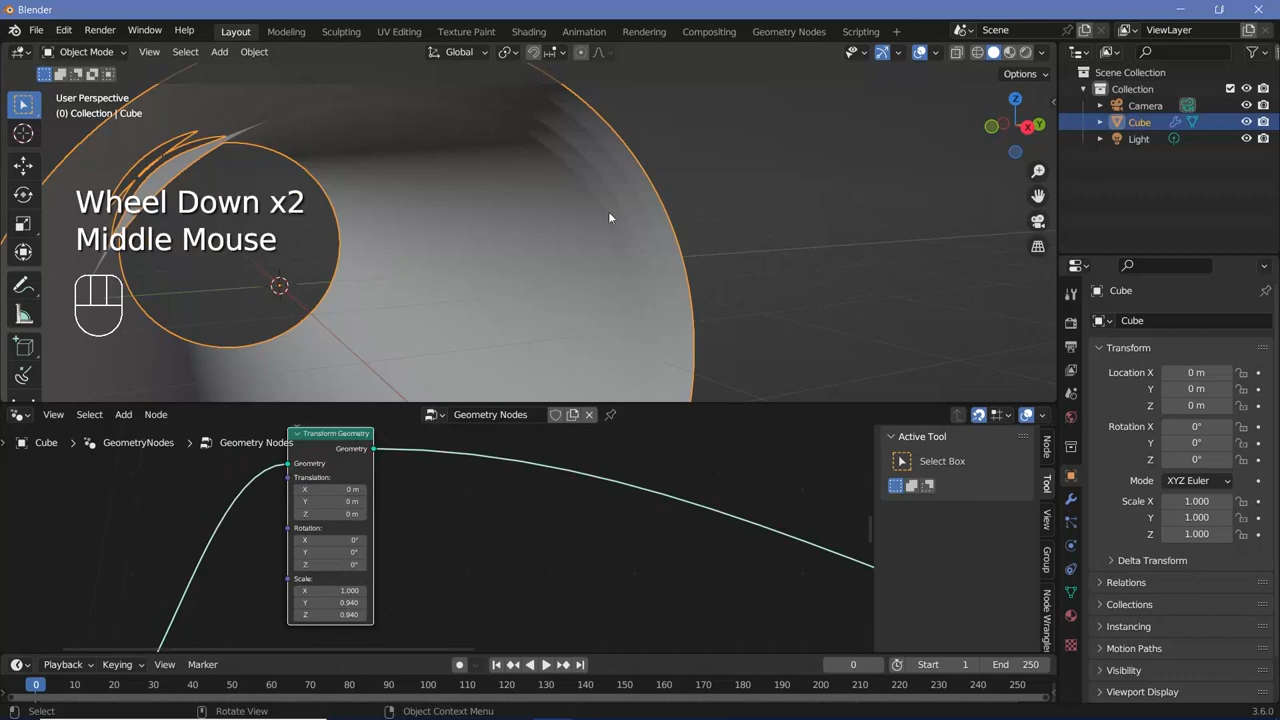 Blender
File Edit Render Window Help Layout Modeling Sculpting UV Editing Texture Paint Shading Animation Rendering Compositing Geometry Nodes Scripting + Scene ViewLayer
Object Mode View Select Add Object Global
Options
User Perspective
(0) Collection | Cube
Z
X
Y
Wheel Down x2
Middle Mouse
Scene Collection
Collection
Camera
Cube
Light
Cube
Cube
Transform
Location X 0 m
Y 0 m
Z 0 m
Rotation X 0°
Y 0°
Z 0°
Mode XYZ Euler
Scale X 1.000
Y 1.000
Z 1.000
Delta Transform
Relations
Collections
Instancing
Motion Paths
Visibility
Viewport Display
View Select Add Node Geometry Nodes
Cube > GeometryNodes > Geometry Nodes
Transform Geometry
Geometry
Geometry
Translation:
X 0 m
Y 0 m
Z 0 m
Rotation:
X 0°
Y 0°
Z 0°
Scale:
X 1.000
Y 0.940
Z 0.940
Active Tool
Select Box
Node
Tool
View
Group
Node Wrangler
Playback Keying View Marker 0 Start 1 End 250
0 10 20 30 40 50 60 70 80 90 100 110 120 130 140 150 160 170 180 190 200 210 220 230 240 250
Select Rotate View Object Context Menu 3.6.0